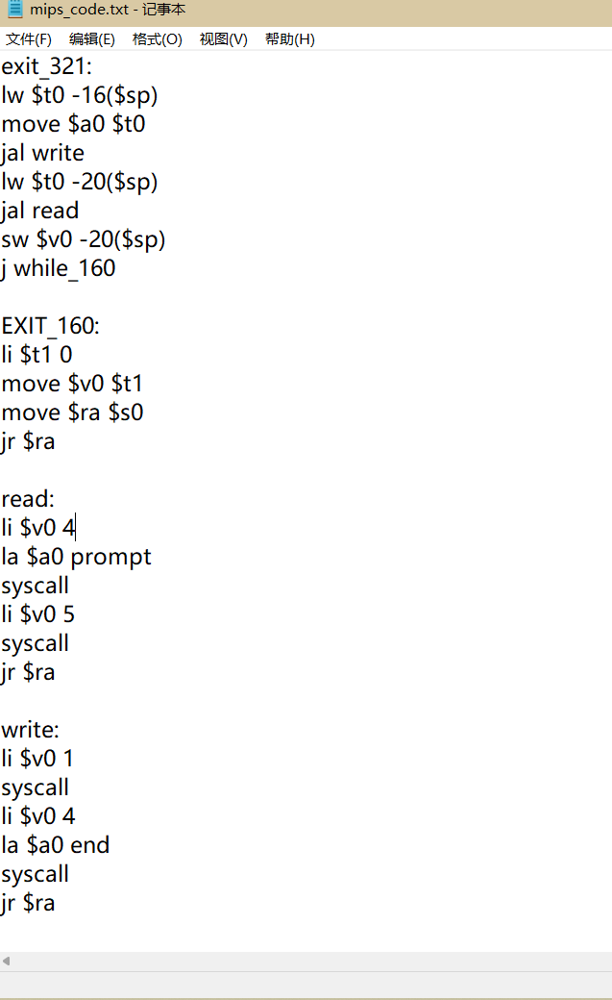 mips_code.txt - 记事本
文件(F) 编辑(E) 格式(O) 视图(V) 帮助(H)
exit_321:
lw $t0 -16($sp)
move $a0 $t0
jal write
lw $t0 -20($sp)
jal read
sw $v0 -20($sp)
j while_160
EXIT_160:
li $t1 0
move $v0 $t1
move $ra $s0
jr $ra
read:
li $v0 4
la $a0 prompt
syscall
li $v0 5
syscall
jr $ra
write:
li $v0 1
syscall
li $v0 4
la $a0 end
syscall
jr $ra